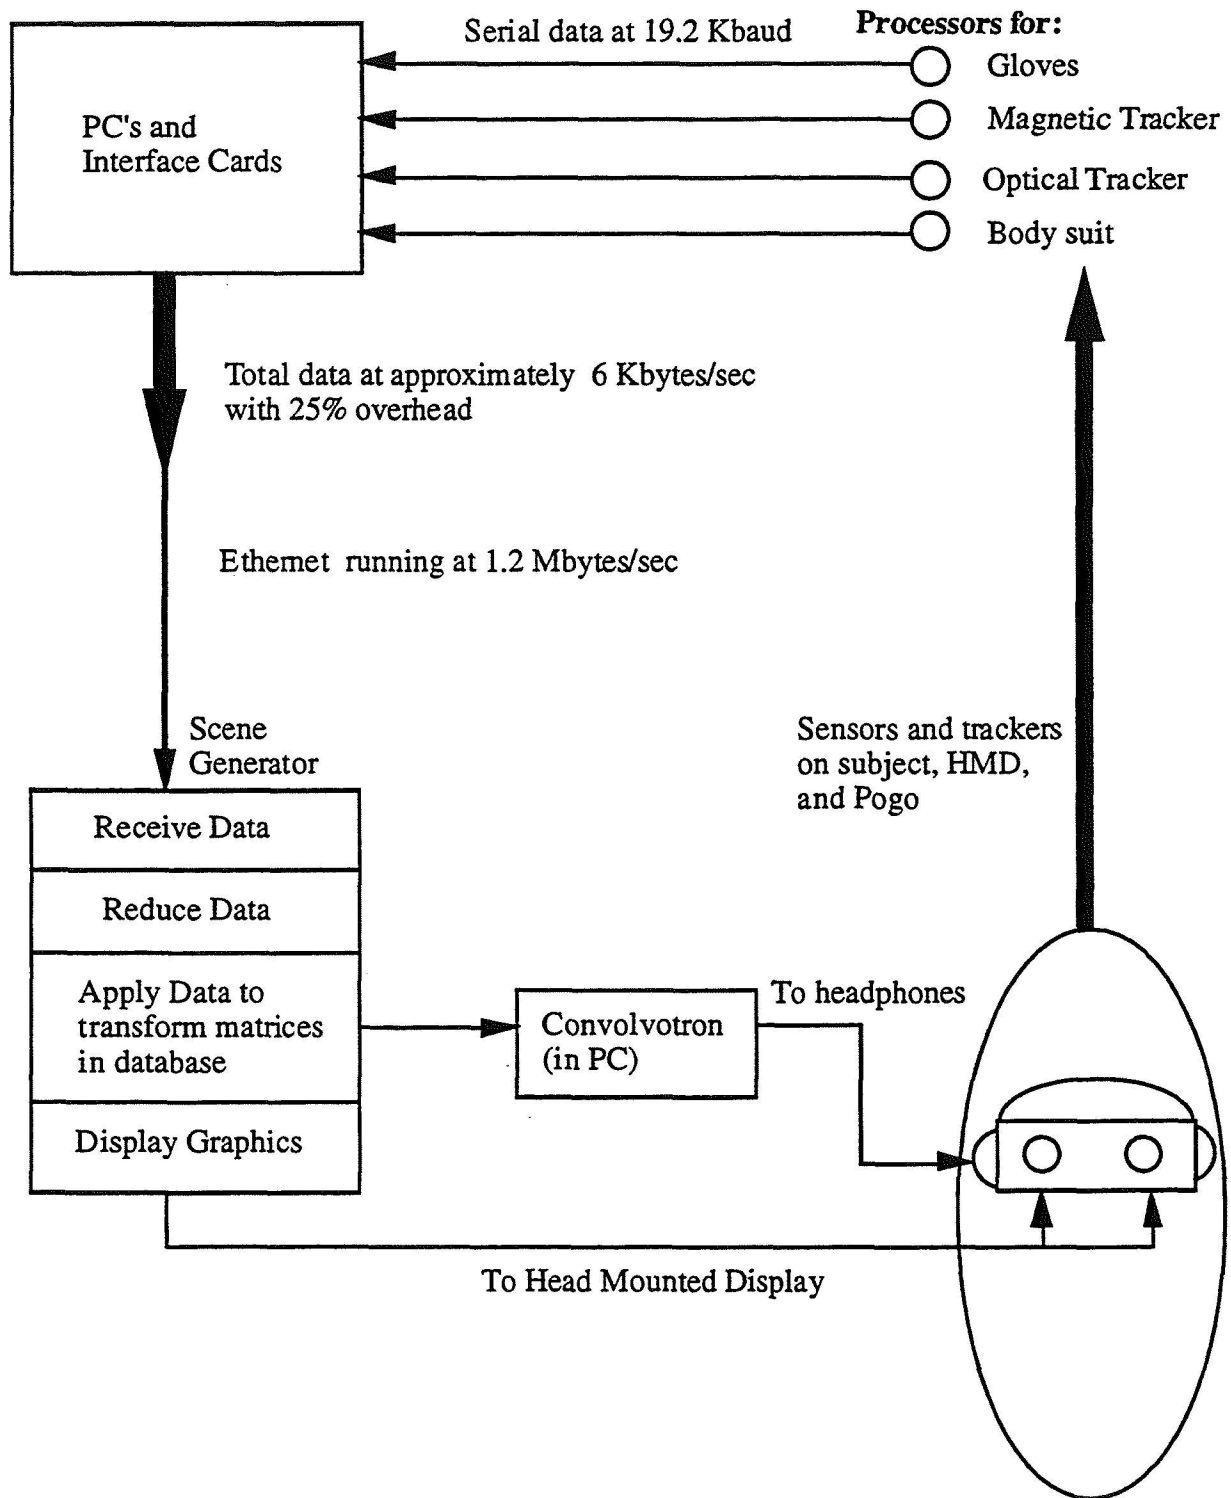 Serial data at 19.2 Kbaud
Processors for:
Gloves
Magnetic Tracker
Optical Tracker
Body suit
PC's and
Interface Cards
Total data at approximately 6 Kbytes/sec
with 25% overhead
Ethernet running at 1.2 Mbytes/sec
Scene
Generator
Sensors and trackers
on subject, HMD,
and Pogo
Receive Data
Reduce Data
Apply Data to
transform matrices
in database
Display Graphics
Convolvotron
(in PC)
To headphones
To Head Mounted Display